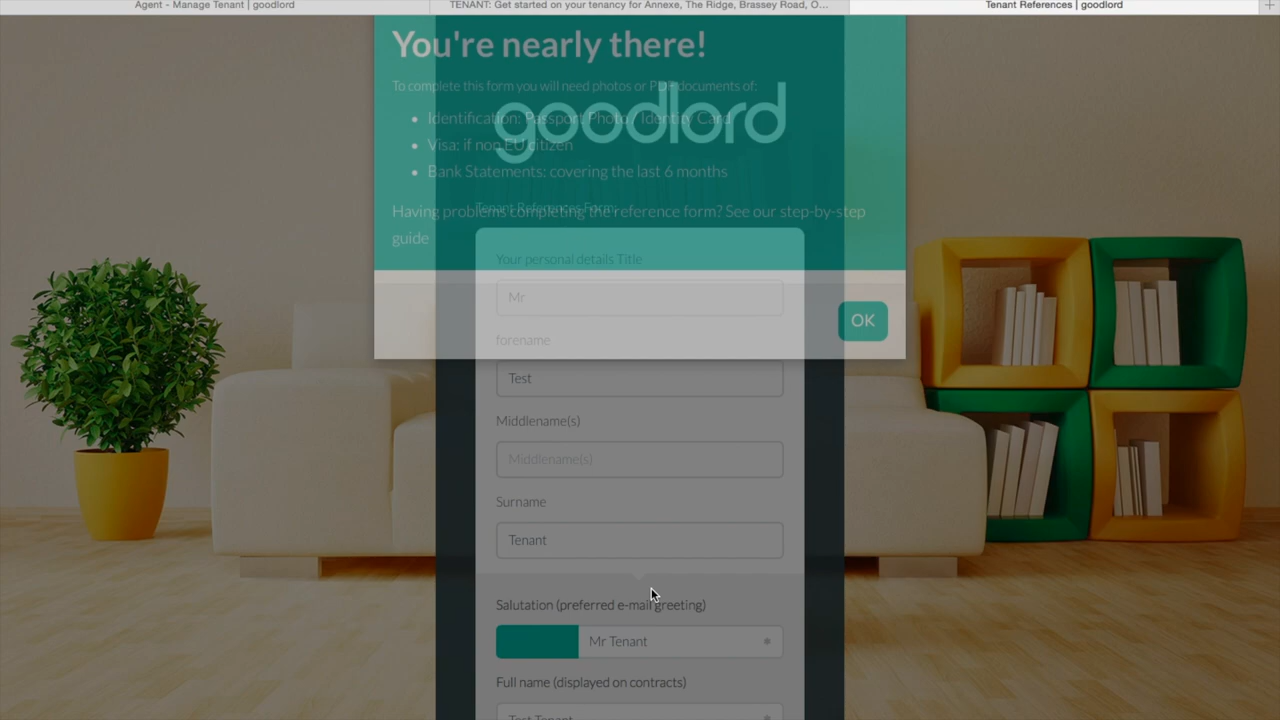 Agent - Manage Tenant | goodlord
TENANT: Get started on your tenancy for Annexe, The Ridge, Brassey Road, O...
Tenant References | goodlord
You're nearly there!
To complete this form you will need photos or PDF documents of:
goodlord
Identification: Passport Photo / Identity Card
Visa: if non EU citizen
Bank Statements: covering the last 6 months
Tenant References Form
Having problems completing the reference form? See our step-by-step
guide
Your personal details Title
Mr
OK
forename
Test
Middlename(s)
Middlename(s)
Surname
Tenant
Salutation (preferred e-mail greeting)
Mr Tenant
Full name (displayed on contracts)
Test Tenant